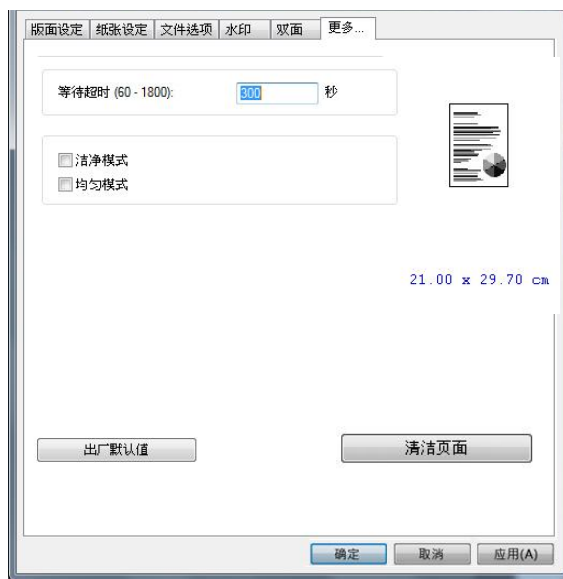 版面设定 纸张设定 文件选项 水印 双面 更多...
等待超时 (60 - 1800): 300 秒
洁净模式
均匀模式
21.00 x 29.70 cm
出厂默认值 清洁页面
确定 取消 应用(A)